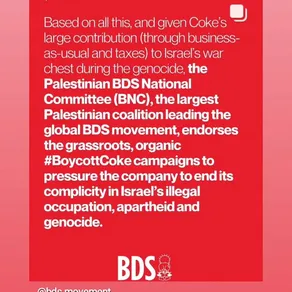 Based on all this, and given Coke's
large contribution (through business-
as-usual and taxes) to Israel's war
chest during the genocide, the
Palestinian BDS National
Committee (BNC), the largest
Palestinian coalition leading the
global BDS movement, endorses
the grassroots, organic
#BoycottCoke campaigns to
pressure the company to end its
complicity in Israel's illegal
occupation, apartheid and
genocide.
BDS
@bds.movement